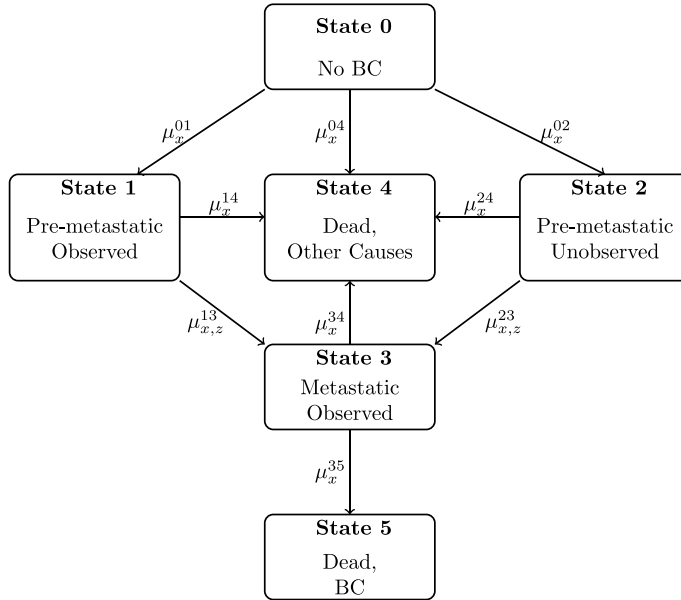 State 0
No BC
μ_x^{01}
μ_x^{04}
μ_x^{02}
State 1
Pre-metastatic
Observed
μ_x^{14}
State 4
Dead,
Other Causes
μ_x^{24}
State 2
Pre-metastatic
Unobserved
μ_{x,z}^{13}
μ_x^{34}
μ_{x,z}^{23}
State 3
Metastatic
Observed
μ_x^{35}
State 5
Dead,
BC